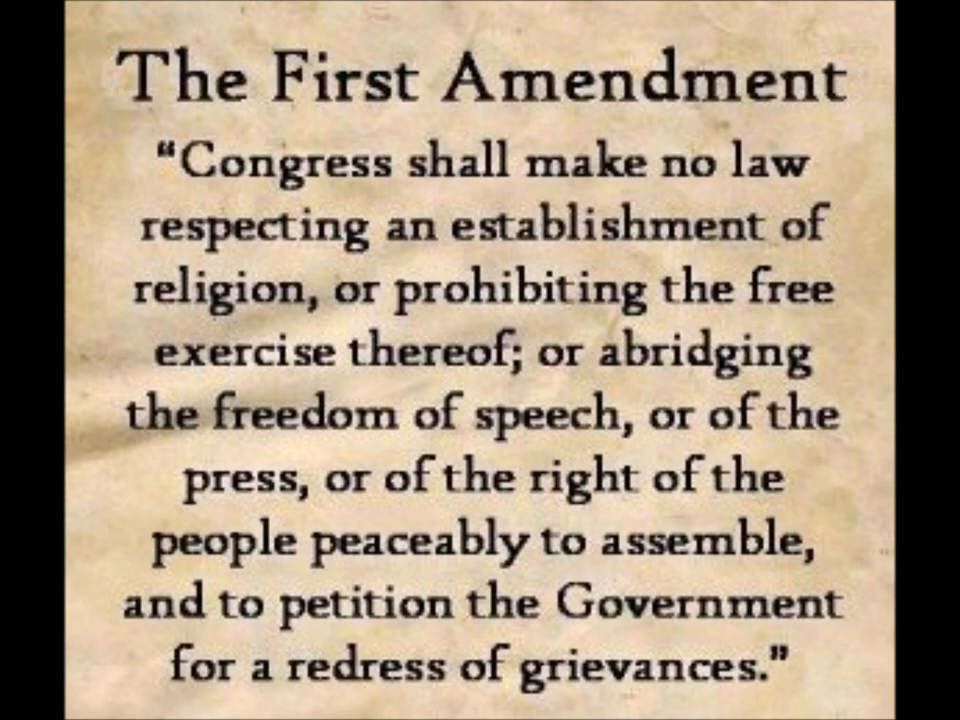 The First Amendment
“Congress shall make no law
respecting an establishment of
religion, or prohibiting the free
exercise thereof; or abridging
the freedom of speech, or of the
press, or of the right of the
people peaceably to assemble,
and to petition the Government
for a redress of grievances.”